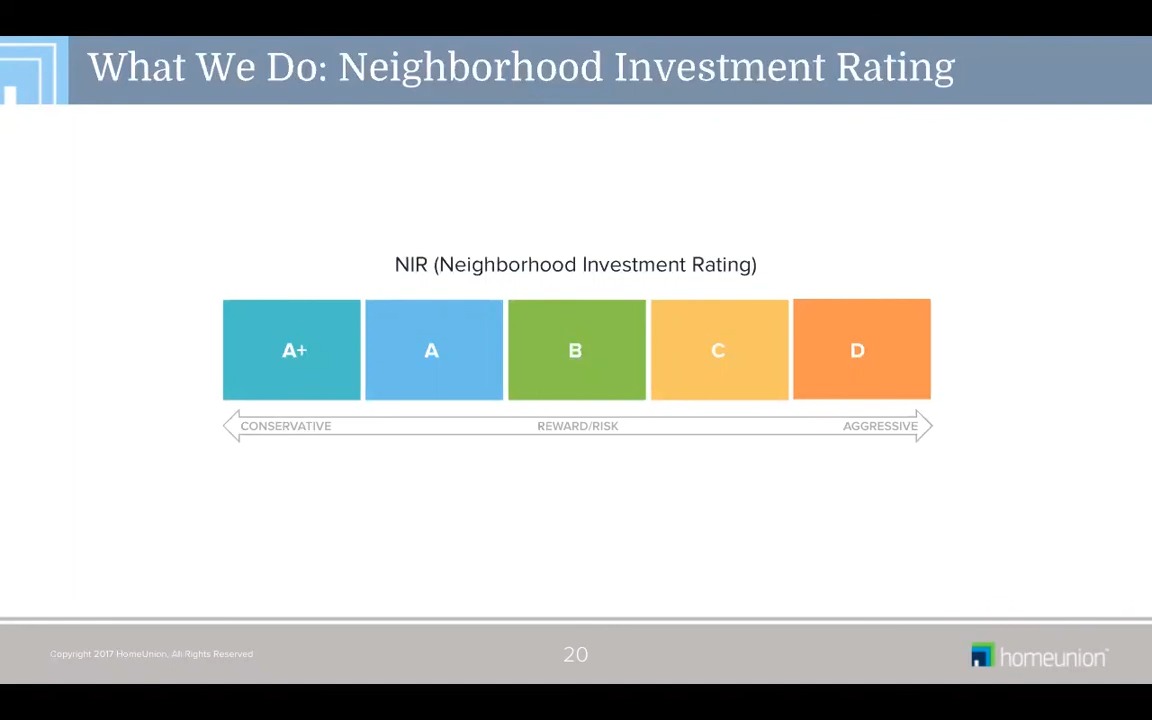 What We Do: Neighborhood Investment Rating
NIR (Neighborhood Investment Rating)
A+ A B C D
CONSERVATIVE REWARD/RISK AGGRESSIVE
Copyright 2017 HomeUnion, All Rights Reserved 20 homeunion™